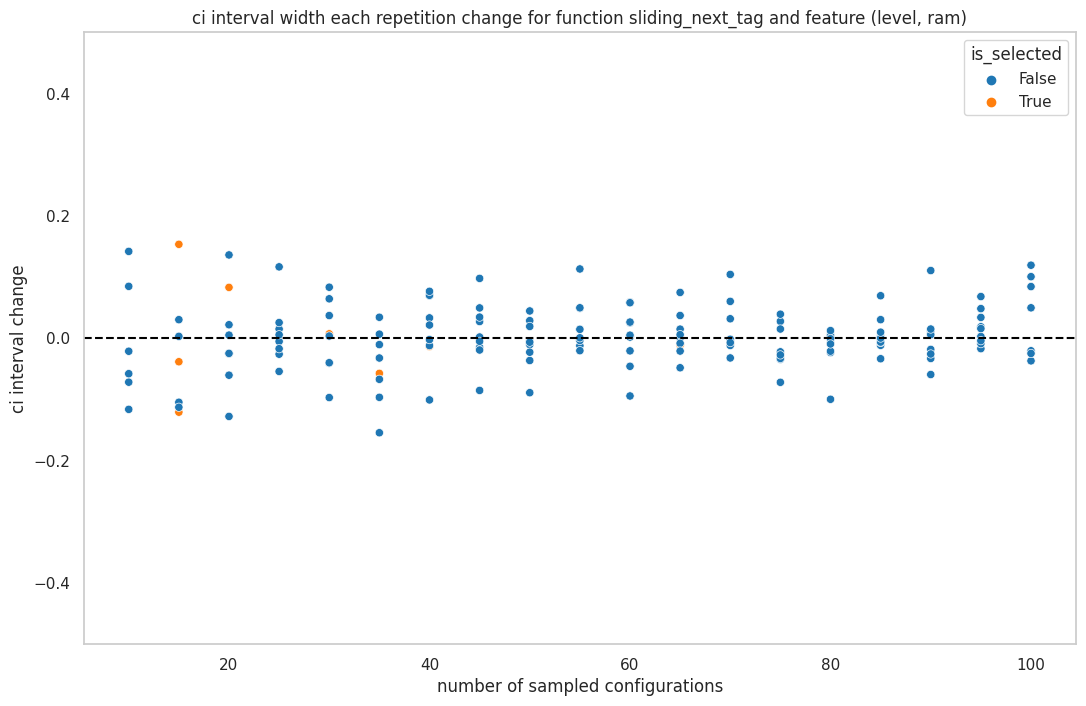 ci interval width each repetition change for function sliding_next_tag and feature (level, ram)
is_selected
False
True
ci interval change
0.4
0.2
0.0
−0.2
−0.4
20
40
60
80
100
number of sampled configurations